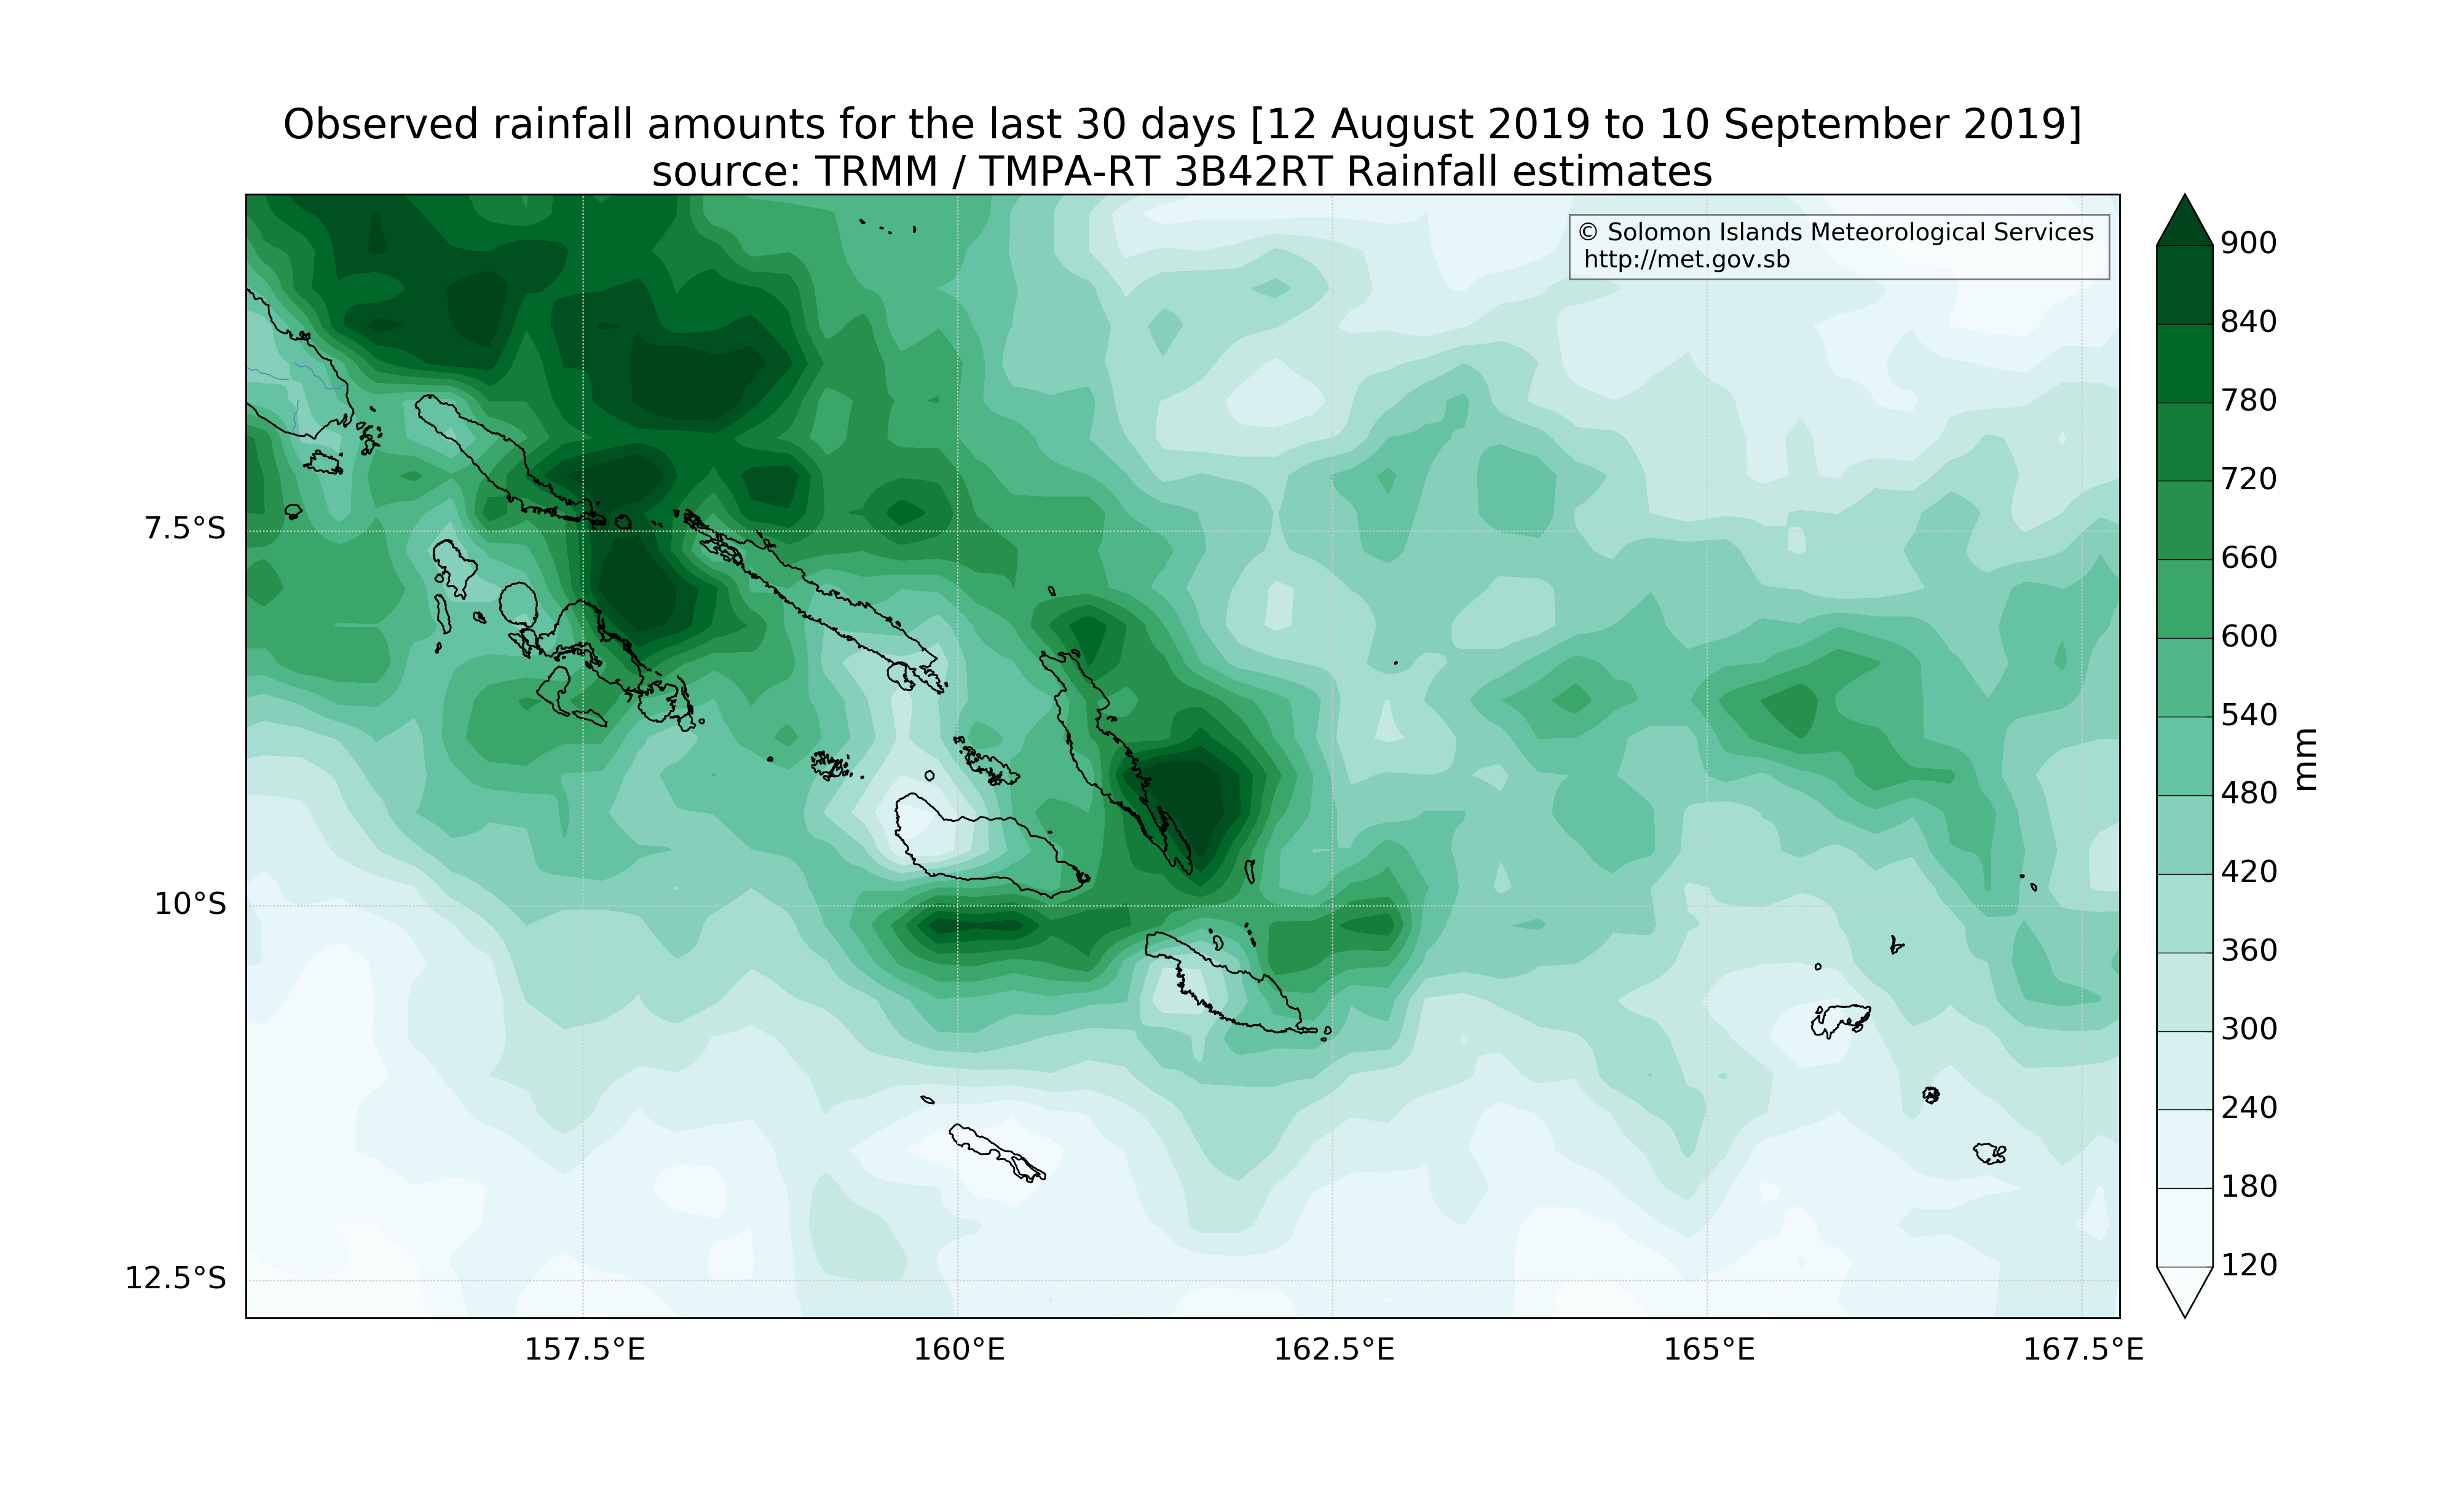 Observed rainfall amounts for the last 30 days [12 August 2019 to 10 September 2019]
source: TRMM / TMPA-RT 3B42RT Rainfall estimates
© Solomon Islands Meteorological Services
http://met.gov.sb
7.5°S
10°S
12.5°S
157.5°E
160°E
162.5°E
165°E
167.5°E
900
840
780
720
660
600
540
480
420
360
300
240
180
120
mm